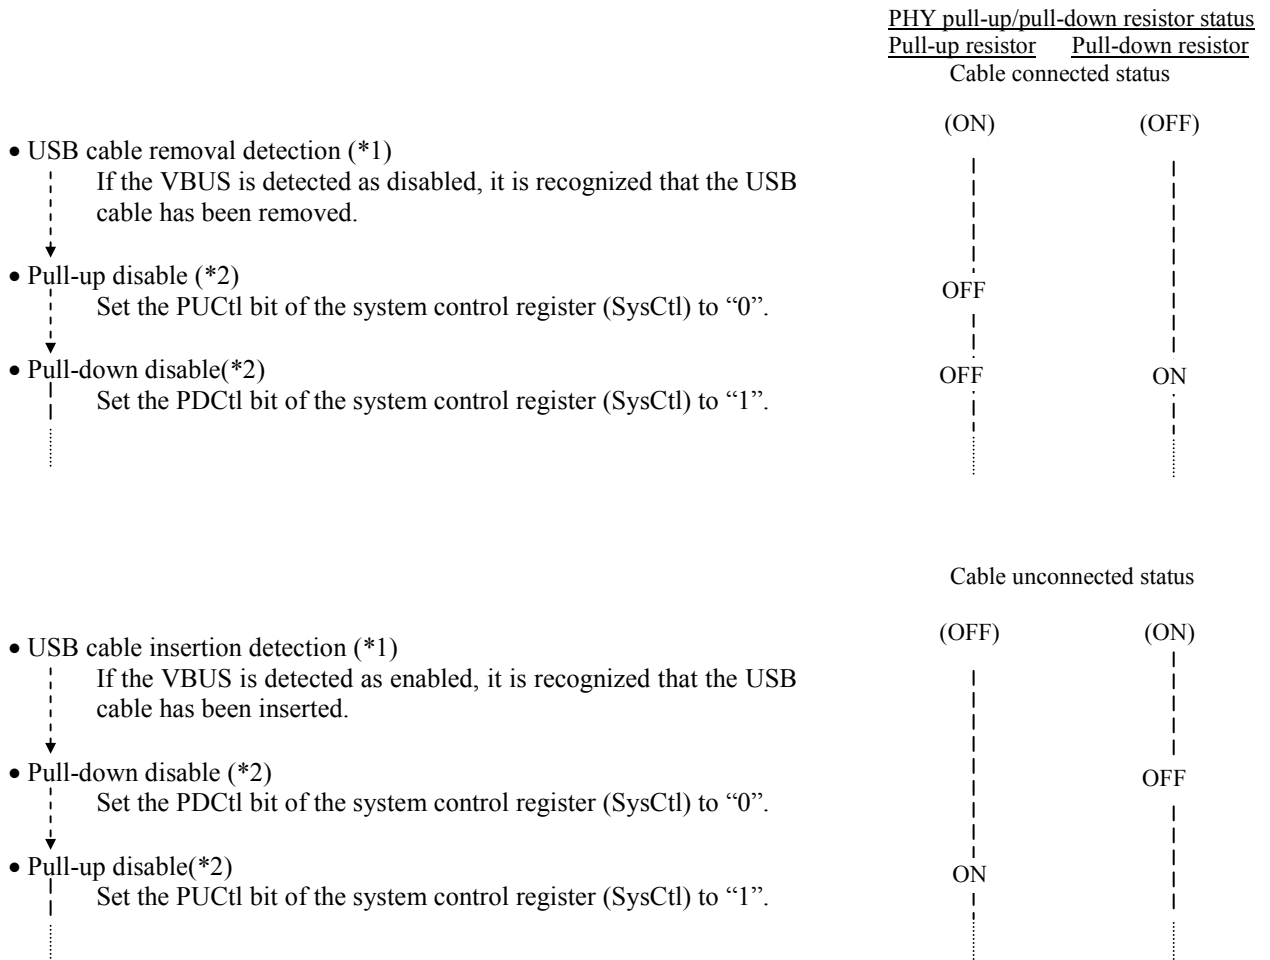 PHY pull-up/pull-down resistor status
Pull-up resistor Pull-down resistor
Cable connected status
(ON) (OFF)
• USB cable removal detection (*1)
If the VBUS is detected as disabled, it is recognized that the USB
cable has been removed.
• Pull-up disable (*2)
OFF
Set the PUCtl bit of the system control register (SysCtl) to “0”.
• Pull-down disable(*2)
OFF ON
Set the PDCtl bit of the system control register (SysCtl) to “1”.
Cable unconnected status
(OFF) (ON)
• USB cable insertion detection (*1)
If the VBUS is detected as enabled, it is recognized that the USB
cable has been inserted.
• Pull-down disable (*2)
OFF
Set the PDCtl bit of the system control register (SysCtl) to “0”.
• Pull-up disable(*2)
ON
Set the PUCtl bit of the system control register (SysCtl) to “1”.